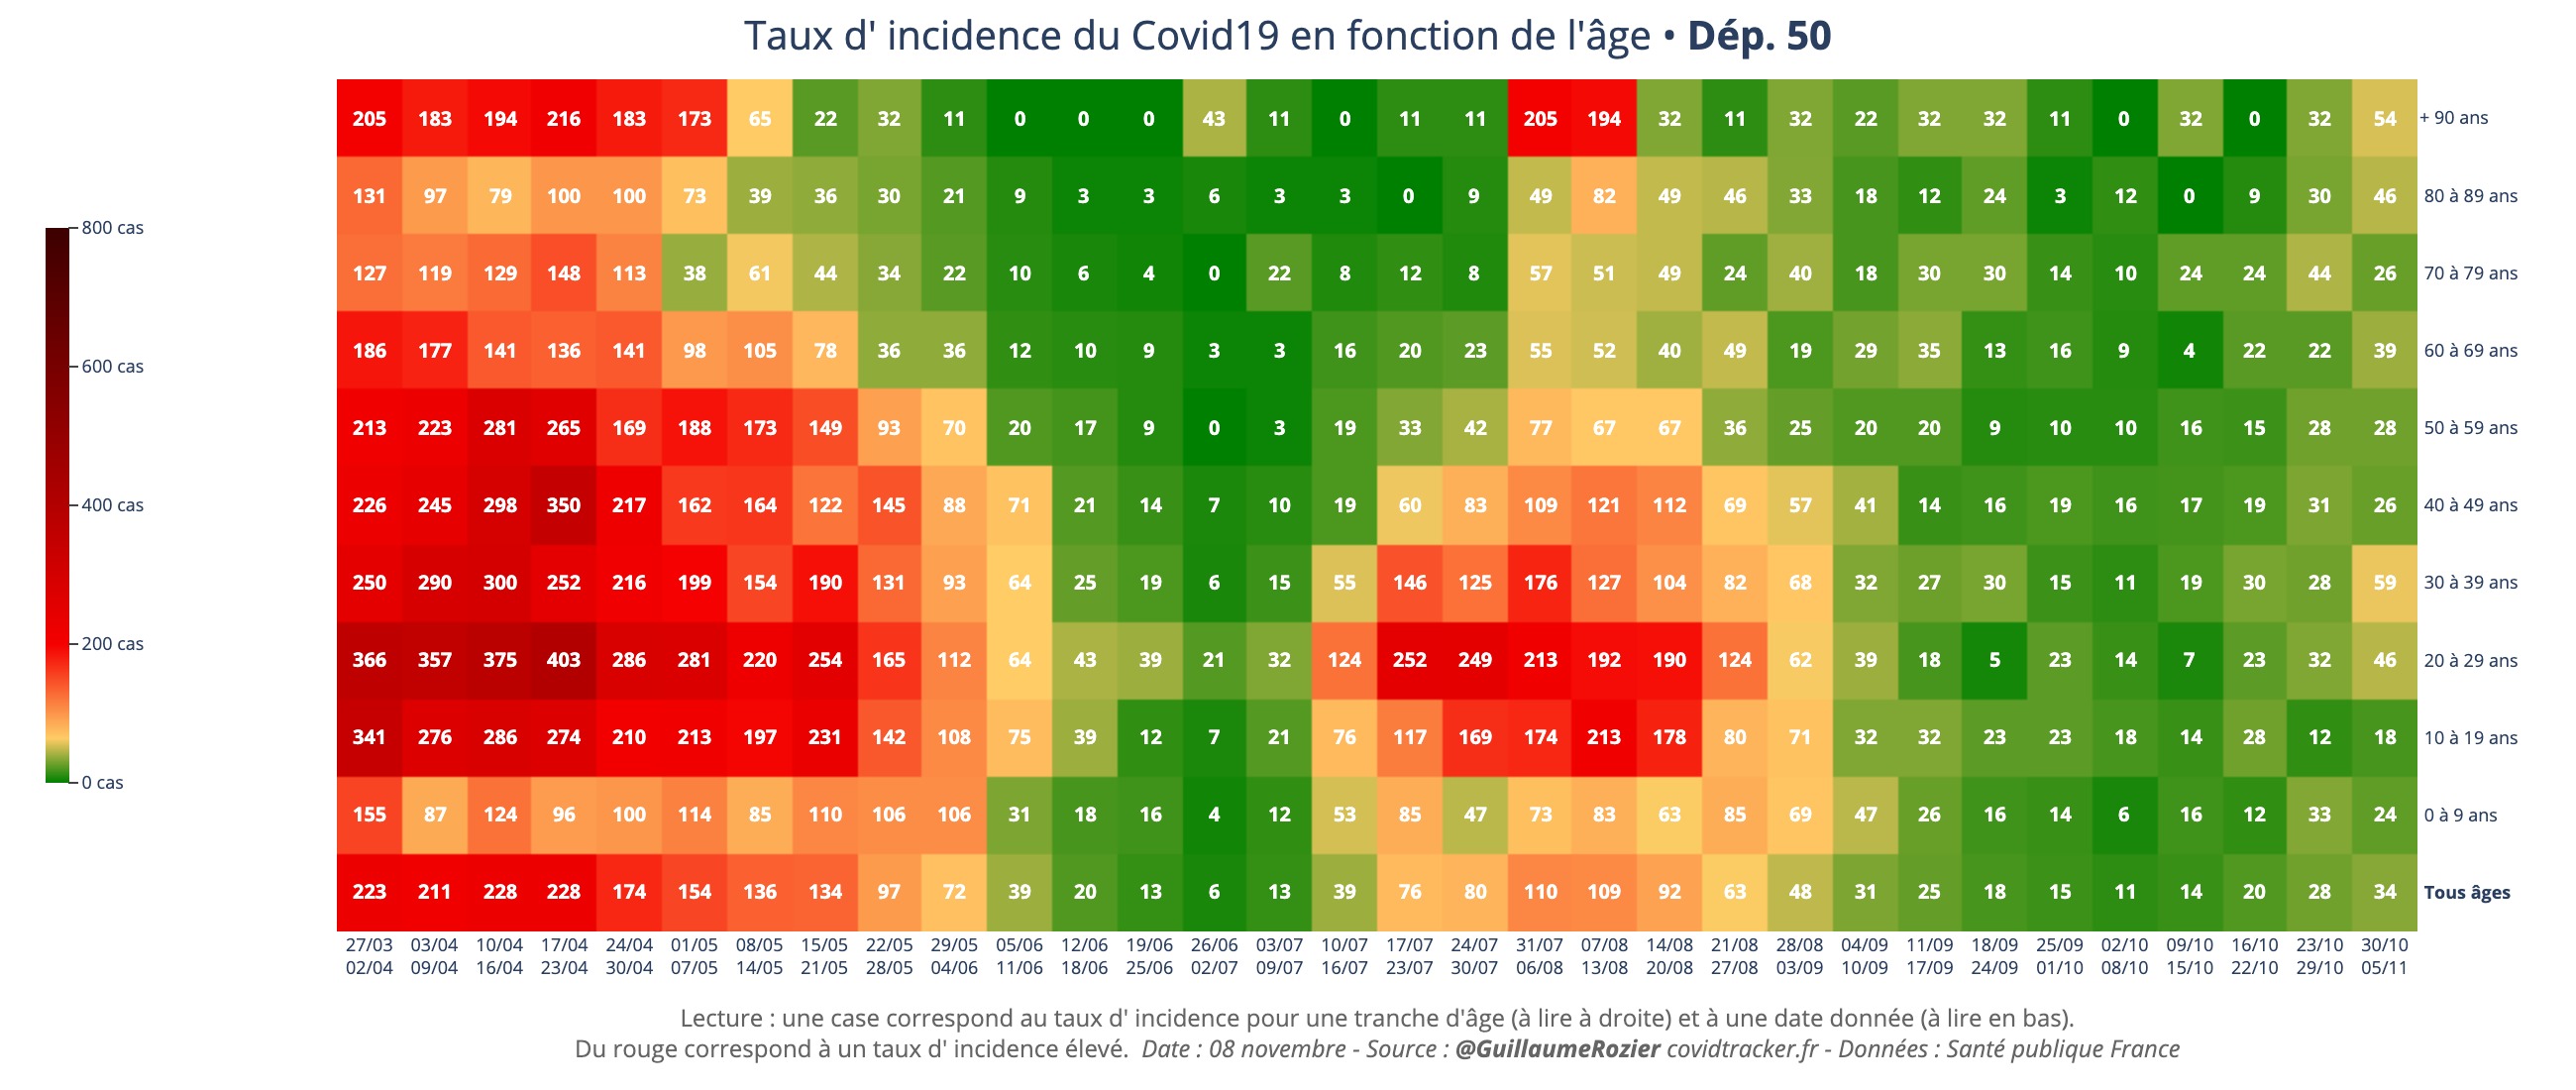 Taux d' incidence du Covid19 en fonction de l'âge • Dép. 50
800 cas
600 cas
400 cas
200 cas
0 cas
205 183 194 216 183 173 65 22 32 11 0 0 0 43 11 0 11 11 205 194 32 11 32 22 32 32 11 0 32 0 32 54 + 90 ans
131 97 79 100 100 73 39 36 30 21 9 3 3 6 3 3 0 9 49 82 49 46 33 18 12 24 3 12 0 9 30 46 80 à 89 ans
127 119 129 148 113 38 61 44 34 22 10 6 4 0 22 8 12 8 57 51 49 24 40 18 30 30 14 10 24 24 44 26 70 à 79 ans
186 177 141 136 141 98 105 78 36 36 12 10 9 3 3 16 20 23 55 52 40 49 19 29 35 13 16 9 4 22 22 39 60 à 69 ans
213 223 281 265 169 188 173 149 93 70 20 17 9 0 3 19 33 42 77 67 67 36 25 20 20 9 10 10 16 15 28 28 50 à 59 ans
226 245 298 350 217 162 164 122 145 88 71 21 14 7 10 19 60 83 109 121 112 69 57 41 14 16 19 16 17 19 31 26 40 à 49 ans
250 290 300 252 216 199 154 190 131 93 64 25 19 6 15 55 146 125 176 127 104 82 68 32 27 30 15 11 19 30 28 59 30 à 39 ans
366 357 375 403 286 281 220 254 165 112 64 43 39 21 32 124 252 249 213 192 190 124 62 39 18 5 23 14 7 23 32 46 20 à 29 ans
341 276 286 274 210 213 197 231 142 108 75 39 12 7 21 76 117 169 174 213 178 80 71 32 32 23 23 18 14 28 12 18 10 à 19 ans
155 87 124 96 100 114 85 110 106 106 31 18 16 4 12 53 85 47 73 83 63 85 69 47 26 16 14 6 16 12 33 24 0 à 9 ans
223 211 228 228 174 154 136 134 97 72 39 20 13 6 13 39 76 80 110 109 92 63 48 31 25 18 15 11 14 20 28 34 Tous âges
27/03 03/04 10/04 17/04 24/04 01/05 08/05 15/05 22/05 29/05 05/06 12/06 19/06 26/06 03/07 10/07 17/07 24/07 31/07 07/08 14/08 21/08 28/08 04/09 11/09 18/09 25/09 02/10 09/10 16/10 23/10 30/10
02/04 09/04 16/04 23/04 30/04 07/05 14/05 21/05 28/05 04/06 11/06 18/06 25/06 02/07 09/07 16/07 23/07 30/07 06/08 13/08 20/08 27/08 03/09 10/09 17/09 24/09 01/10 08/10 15/10 22/10 29/10 05/11
Lecture : une case correspond au taux d' incidence pour une tranche d'âge (à lire à droite) et à une date donnée (à lire en bas).
Du rouge correspond à un taux d' incidence élevé. Date : 08 novembre - Source : @GuillaumeRozier covidtracker.fr - Données : Santé publique France